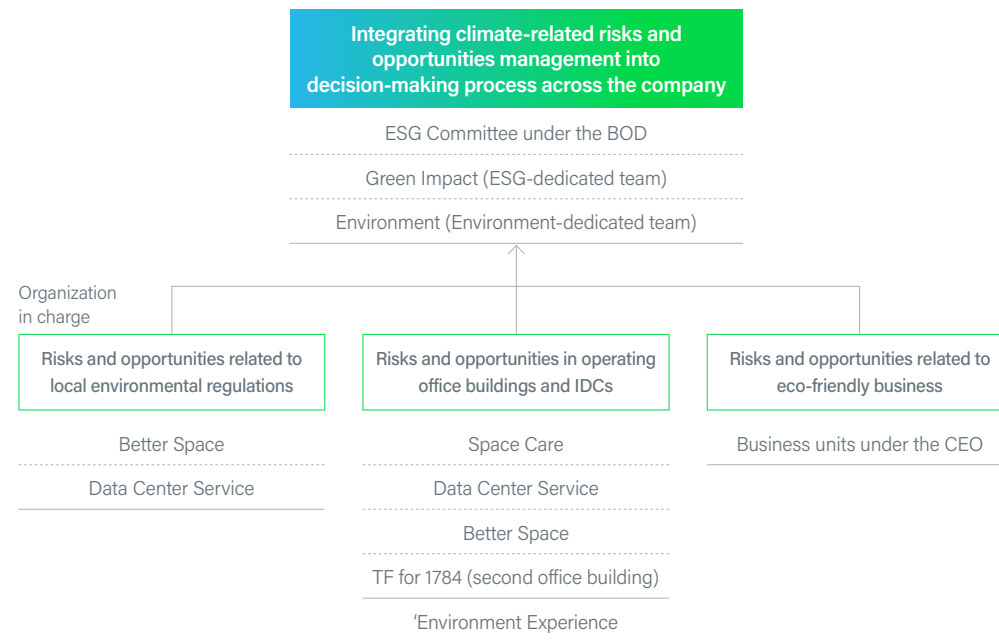 Integrating climate-related risks and
opportunities management into
decision-making process across the company
ESG Committee under the BOD
Green Impact (ESG-dedicated team)
Environment (Environment-dedicated team)
Organization
in charge
Risks and opportunities related to
local environmental regulations
Better Space
Data Center Service
Risks and opportunities in operating
office buildings and IDCs
Space Care
Data Center Service
Better Space
TF for 1784 (second office building)
‘Environment Experience
Risks and opportunities related to
eco-friendly business
Business units under the CEO